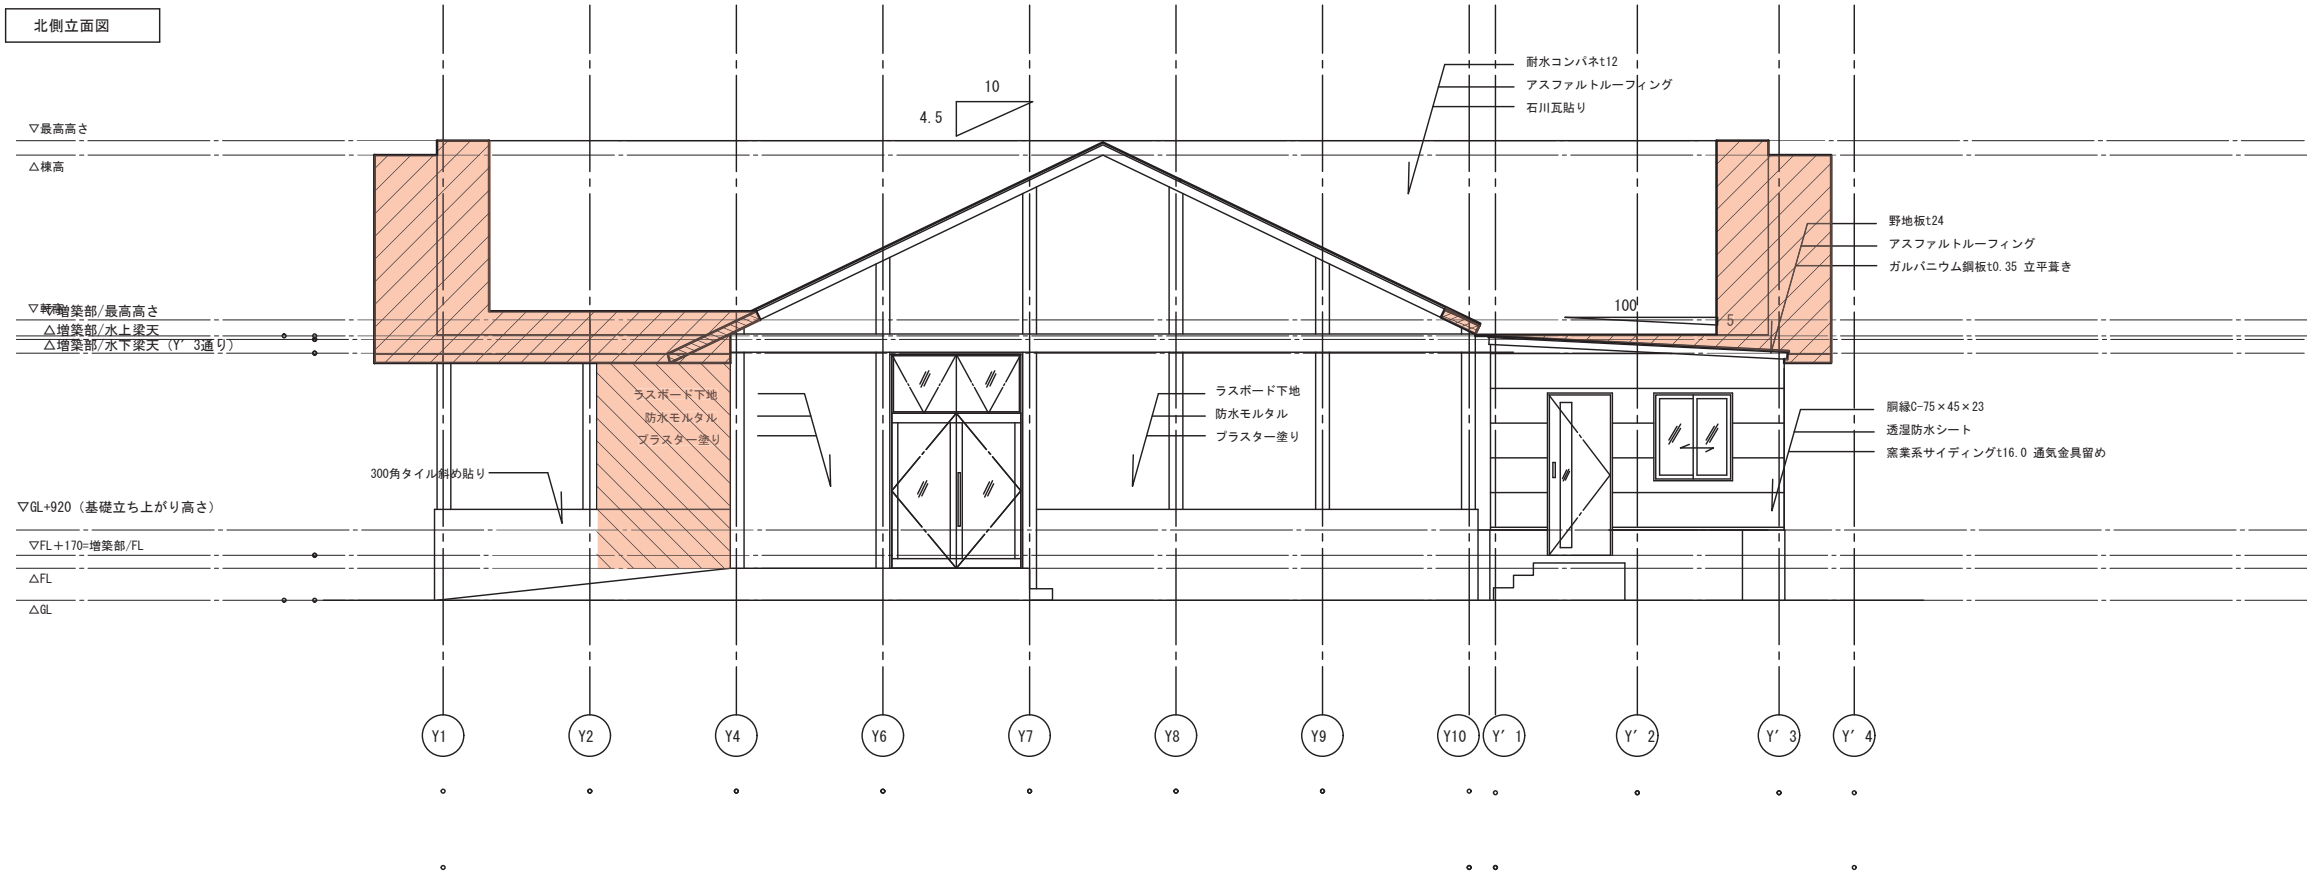 北側立面図
10
4.5
耐水コンパネt12
アスファルトルーフィング
石川瓦貼り
▽最高高さ
△棟高
野地板t24
アスファルトルーフィング
ガルバニウム鋼板t0.35 立平葺き
▽軒高
▽増築部/最高高さ
△増築部/水上梁天
△増築部/水下梁天(Y’3通り)
100
5
ラスボード下地
防水モルタル
プラスター塗り
ラスボード下地
防水モルタル
プラスター塗り
胴縁C-75×45×23
透湿防水シート
窯業系サイディングt16.0 通気金具留め
300角タイル斜め貼り
▽GL+920(基礎立ち上がり高さ)
▽FL+170=増築部/FL
△FL
△GL
Y1 Y2 Y4 Y6 Y7 Y8 Y9 Y10 Y’1 Y’2 Y’3 Y’4